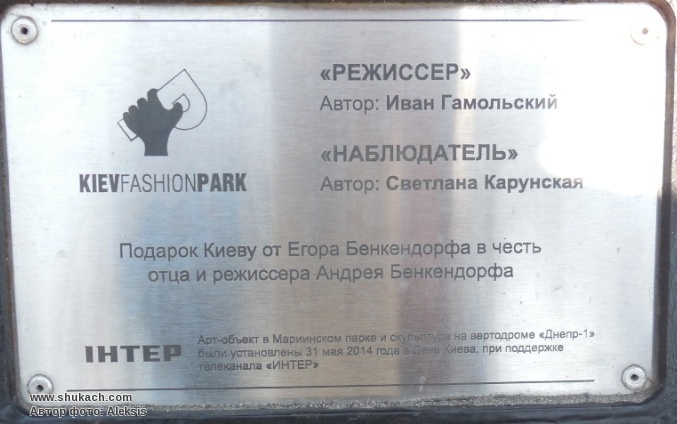 «РЕЖИССЕР»
Автор: Иван Гамольский
KIEVFASHIONPARK
«НАБЛЮДАТЕЛЬ»
Автор: Светлана Карунская
Подарок Киеву от Егора Бенкендорфа в честь
отца и режиссера Андрея Бенкендорфа
ІНТЕР
Арт-объект в Мариинском парке и скульптура на вертодроме «Днепр-1»
были установлены 31 мая 2014 года в День Киева, при поддержке
телеканала «ИНТЕР»
www.shukach.com
Автор фото: Aleksis